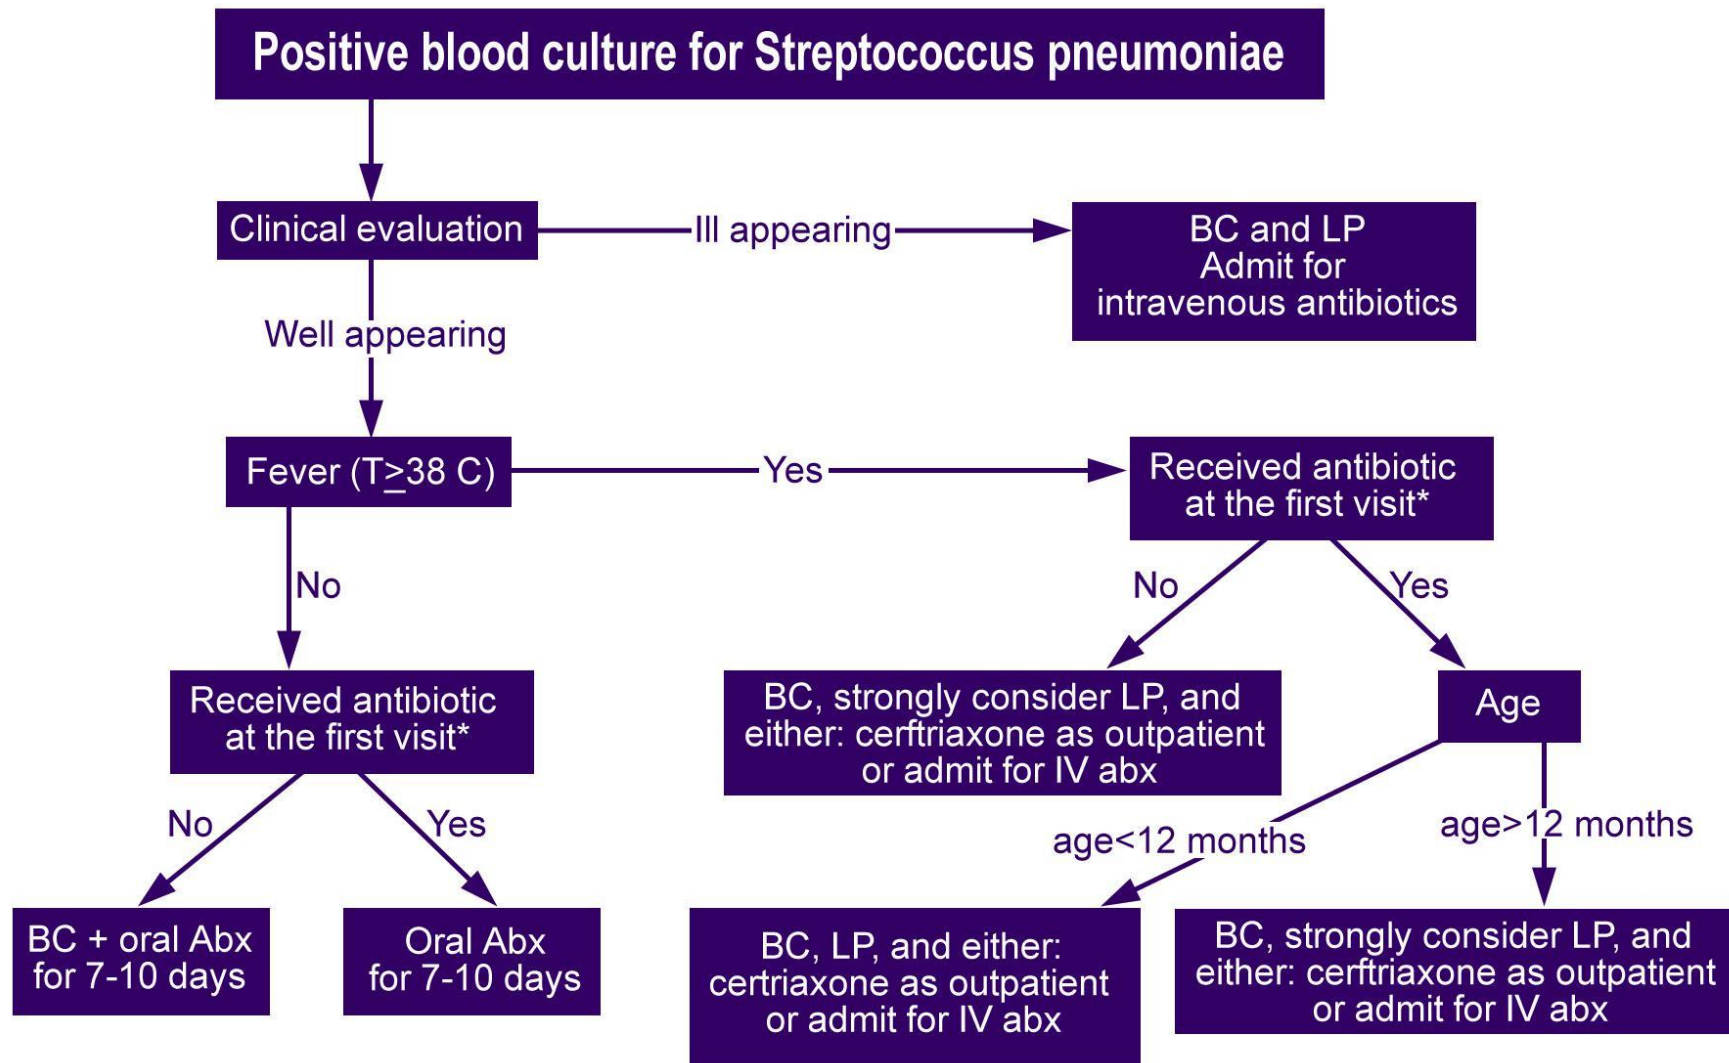 Positive blood culture for Streptococcus pneumoniae
Clinical evaluation
Ill appearing
BC and LP
Admit for
intravenous antibiotics
Well appearing
Fever (T≥38 C)
Yes
Received antibiotic
at the first visit*
No
No
Yes
Received antibiotic
at the first visit*
BC, strongly consider LP, and
either: cerftriaxone as outpatient
or admit for IV abx
Age
No
Yes
age<12 months
age>12 months
BC + oral Abx
for 7-10 days
Oral Abx
for 7-10 days
BC, LP, and either:
certriaxone as outpatient
or admit for IV abx
BC, strongly consider LP, and
either: cerftriaxone as outpatient
or admit for IV abx